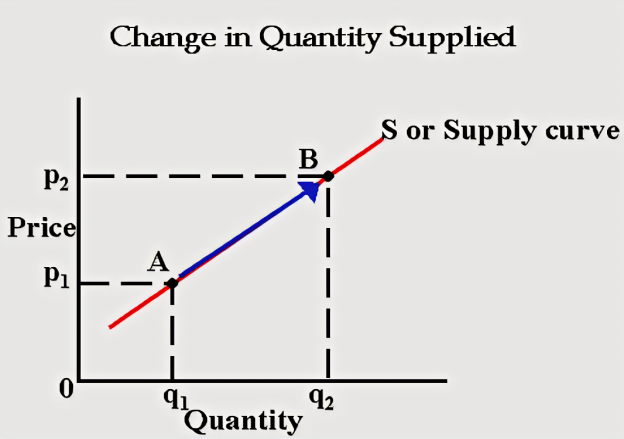 Change in Quantity Supplied
S or Supply curve
B
p₂
Price
A
p₁
0
q₁
q₂
Quantity